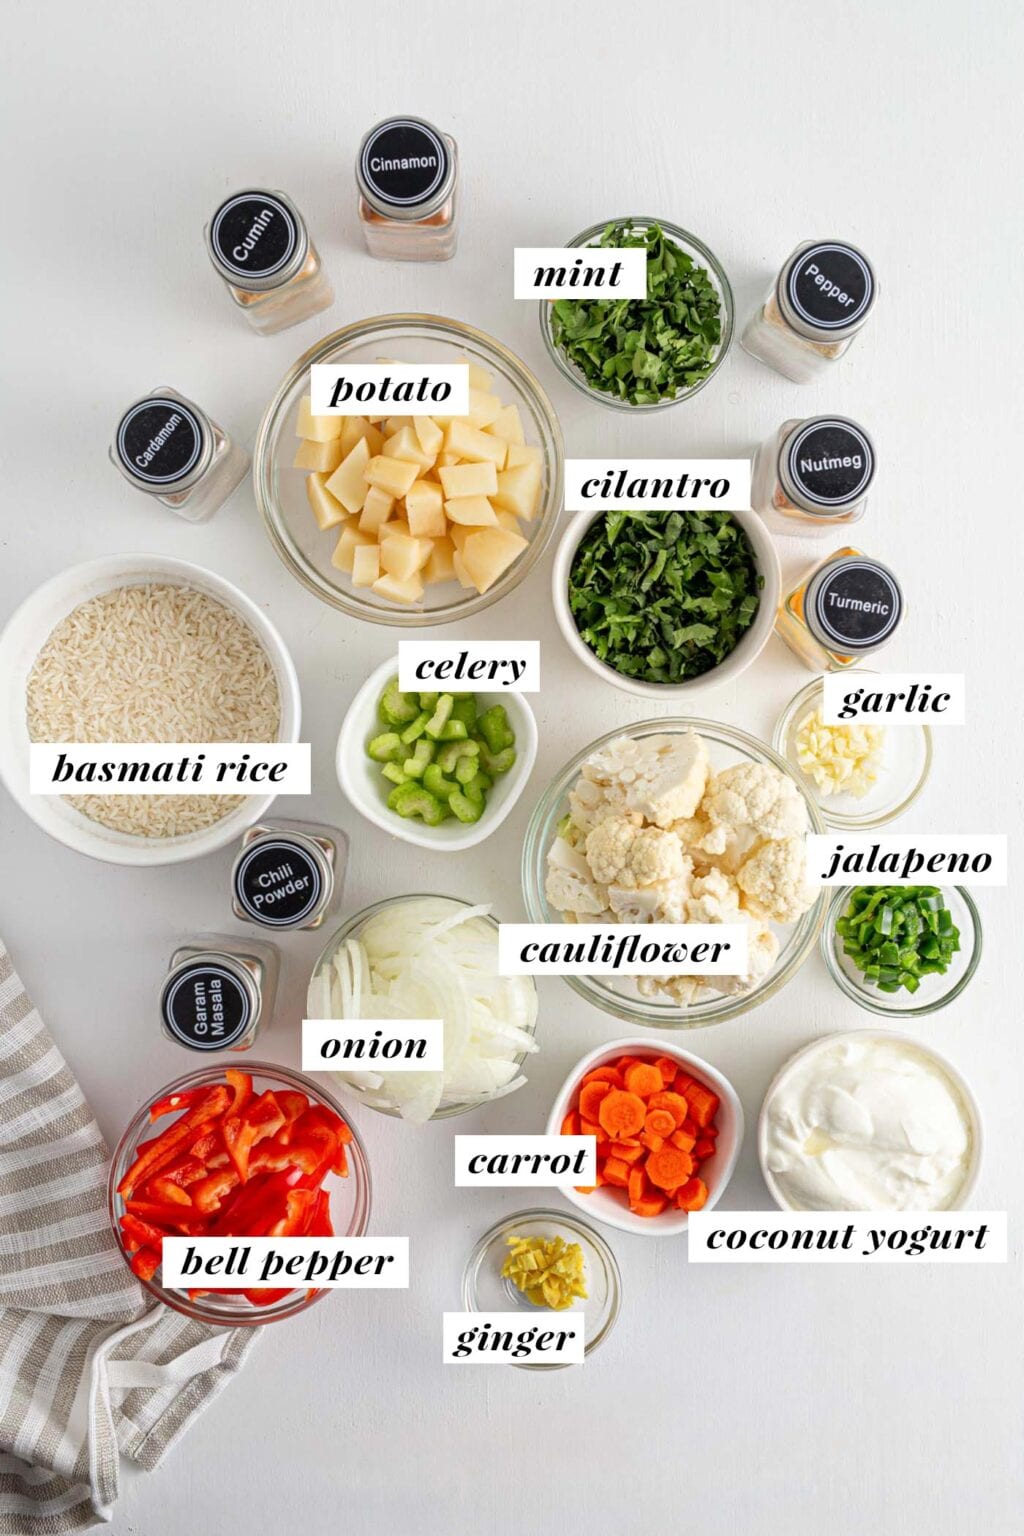 Cinnamon
Cumin
mint
Pepper
potato
Cardamom
Nutmeg
cilantro
Turmeric
celery
garlic
basmati rice
jalapeno
Chili
Powder
cauliflower
Garam
Masala
onion
carrot
coconut yogurt
bell pepper
ginger